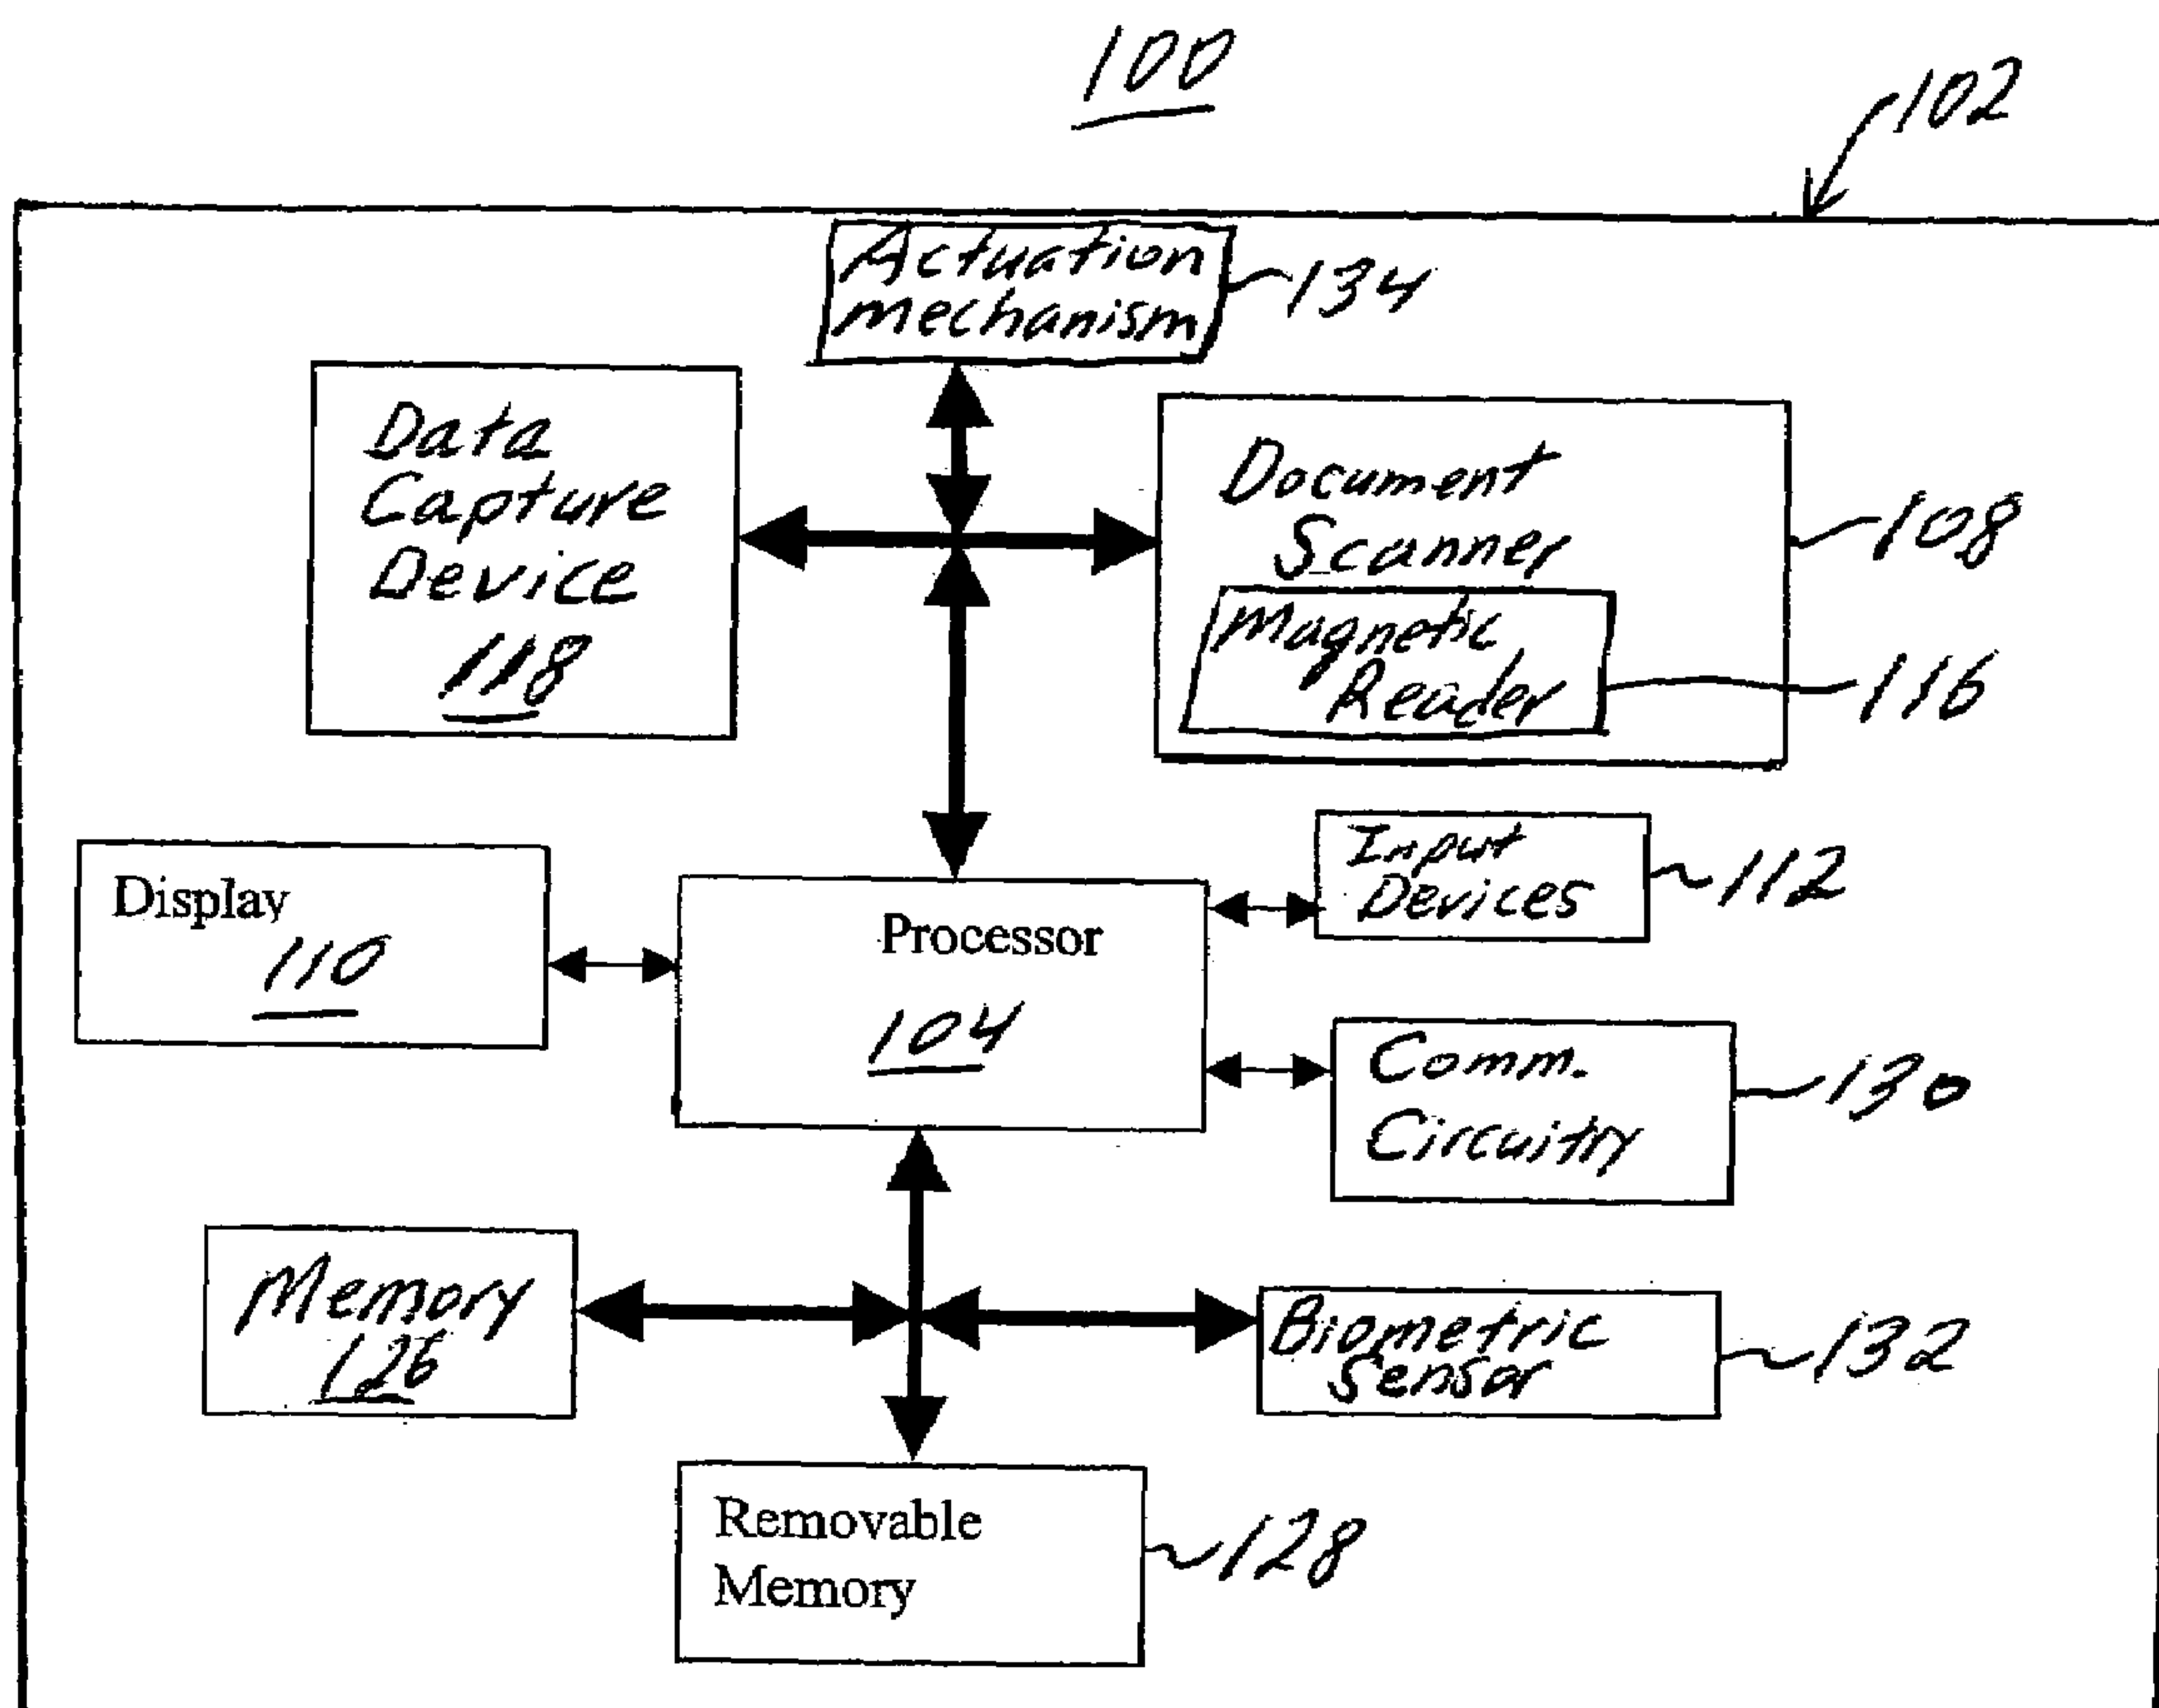 100
102
Actuation
mechanism
134
Data
Capture
Device
118
Document
Scanner
108
Magnetic
Reader
116
Display
110
Processor
104
Input
Devices
112
Comm.
Circuitry
130
Memory
126
Biometric
Sensor
132
Removable
Memory
128